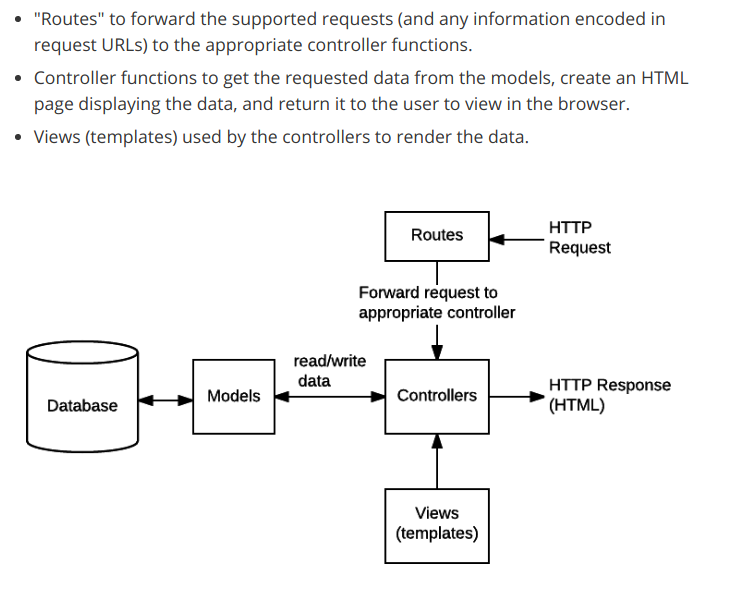 "Routes" to forward the supported requests (and any information encoded in
request URLs) to the appropriate controller functions.
Controller functions to get the requested data from the models, create an HTML
page displaying the data, and return it to the user to view in the browser.
Views (templates) used by the controllers to render the data.
Routes
HTTP
Request
Forward request to
appropriate controller
read/write
data
Database
Models
Controllers
HTTP Response
(HTML)
Views
(templates)